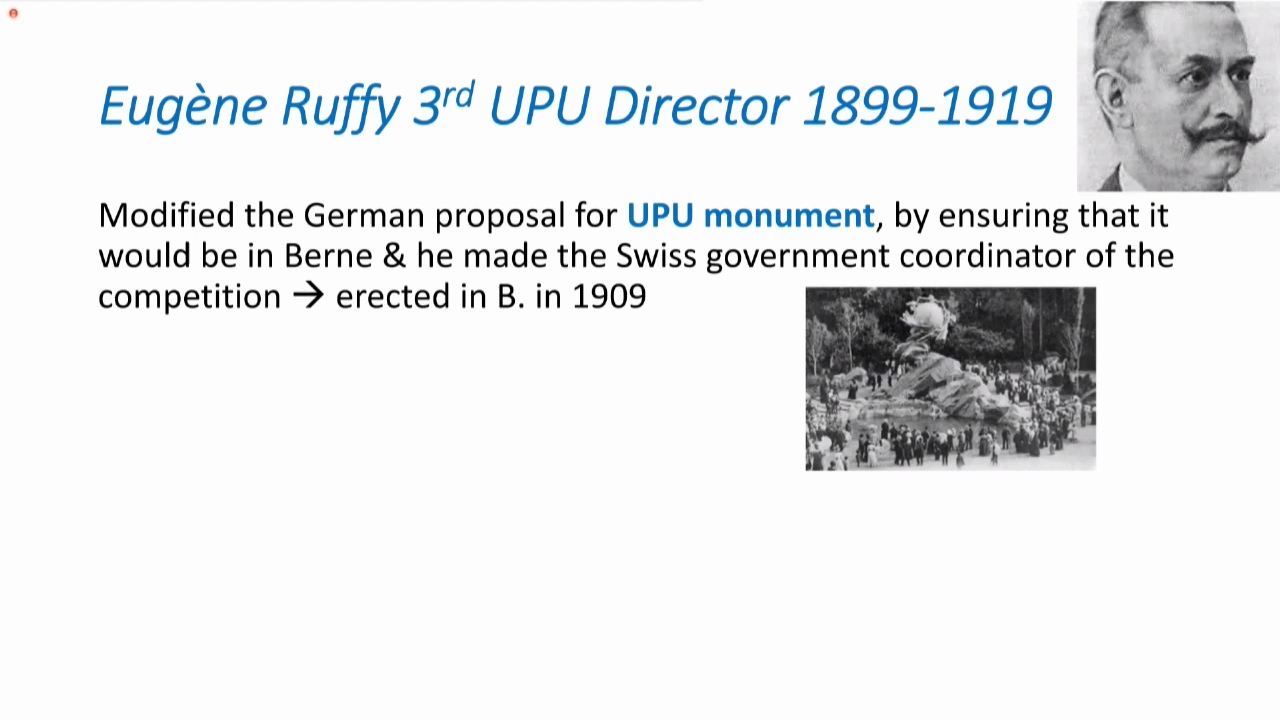 Eugène Ruffy 3rd UPU Director 1899-1919
Modified the German proposal for UPU monument, by ensuring that it
would be in Berne & he made the Swiss government coordinator of the
competition → erected in B. in 1909